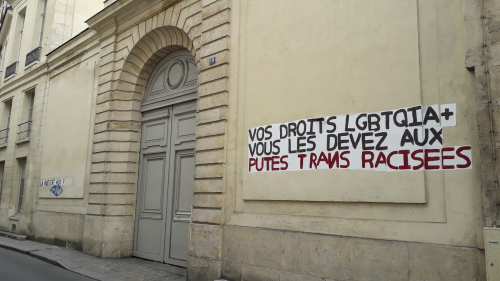 VOS DROITS LGBTQIA+
VOUS LES DEVEZ AUX
PUTES TRANS RACISEES